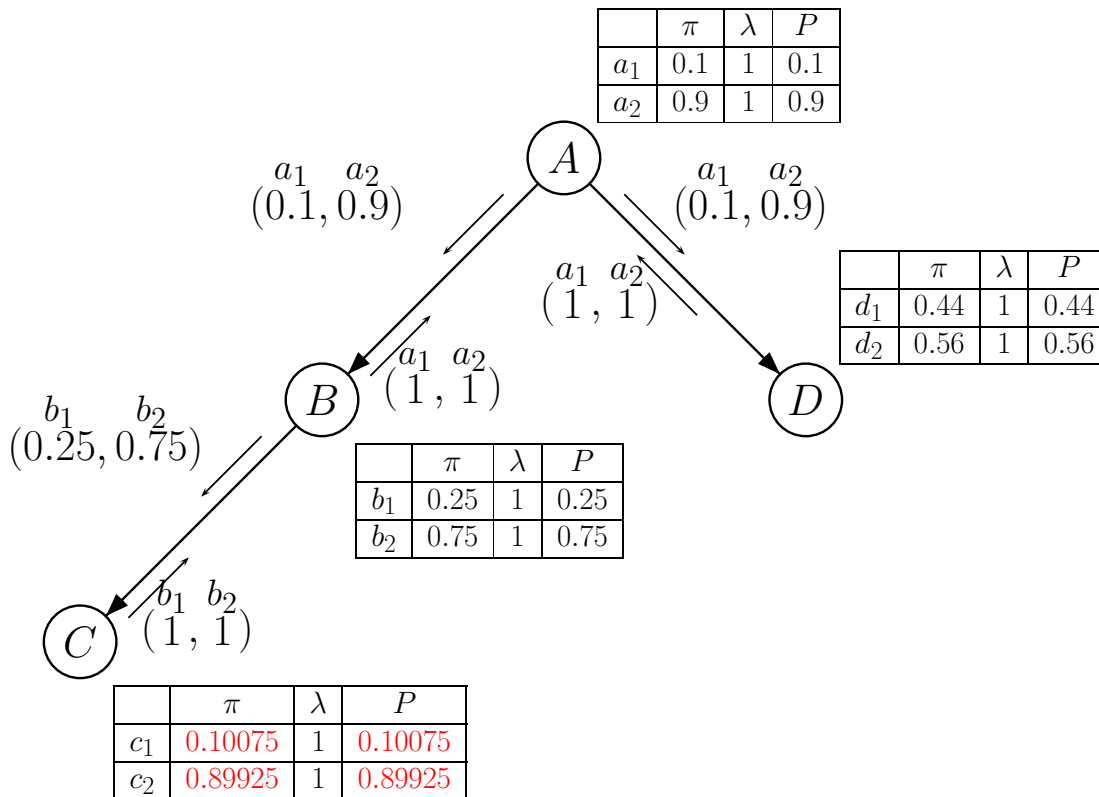 π λ P
a1 0.1 1 0.1
a2 0.9 1 0.9
A
a1 a2
(0.1, 0.9)
a1 a2
(0.1, 0.9)
a1 a2
(1, 1)
π λ P
d1 0.44 1 0.44
d2 0.56 1 0.56
a1 a2
(1, 1)
B
D
b1 b2
(0.25, 0.75)
π λ P
b1 0.25 1 0.25
b2 0.75 1 0.75
b1 b2
(1, 1)
C
π λ P
c1 0.10075 1 0.10075
c2 0.89925 1 0.89925